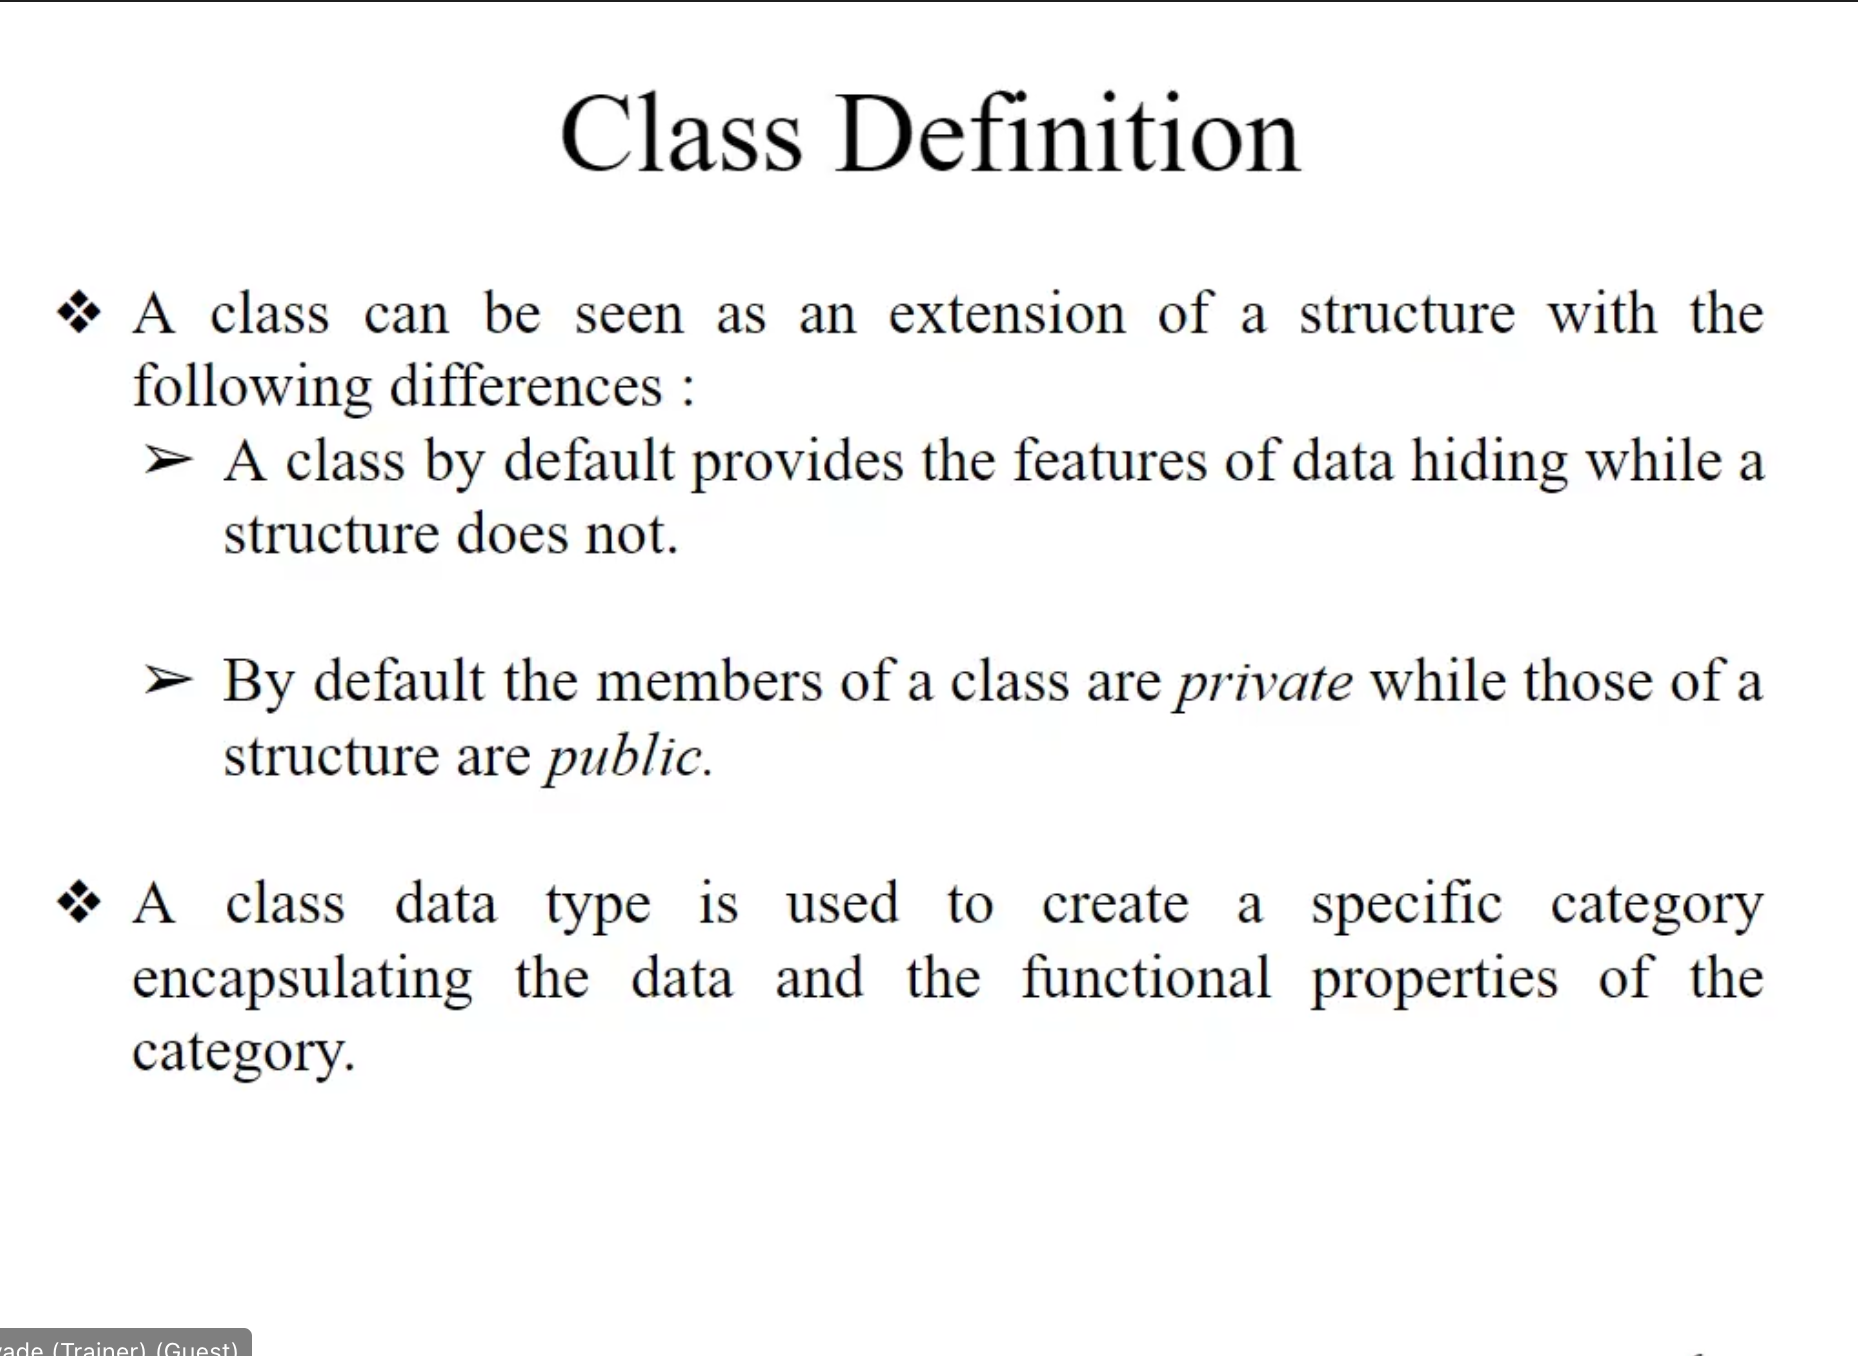 Class Definition
❖ A class can be seen as an extension of a structure with the
following differences :
➢ A class by default provides the features of data hiding while a
structure does not.
➢ By default the members of a class are private while those of a
structure are public.
❖ A class data type is used to create a specific category
encapsulating the data and the functional properties of the
category.
(Trainer) (Guest)